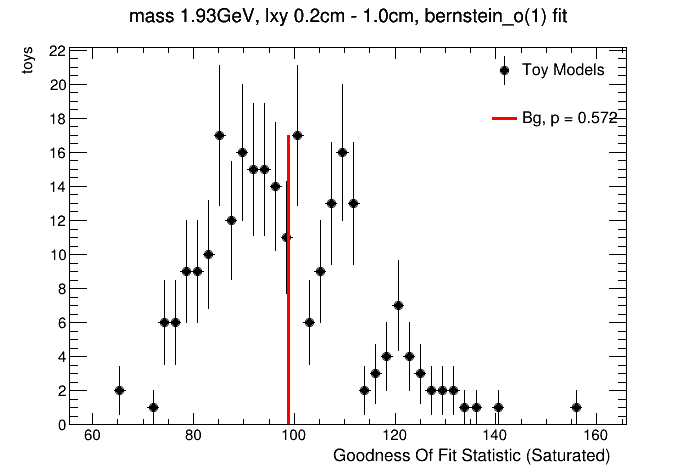 mass 1.93GeV, lxy 0.2cm - 1.0cm, bernstein_o(1) fit
toys
22
20
18
16
14
12
10
8
6
4
2
0
Toy Models
Bg, p = 0.572
60 80 100 120 140 160
Goodness Of Fit Statistic (Saturated)